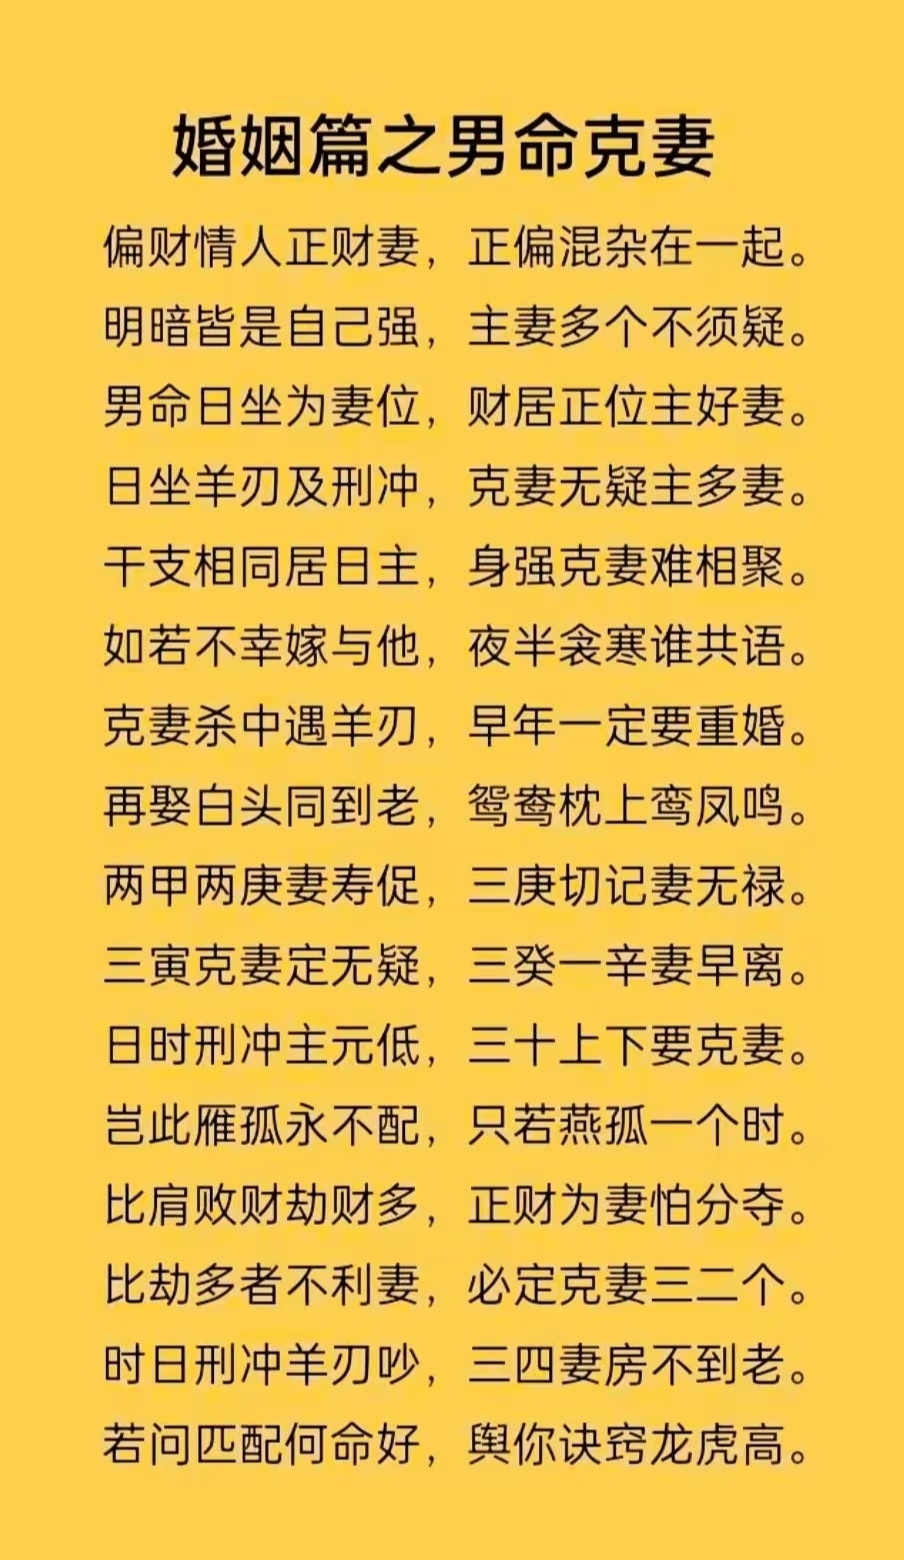 婚姻篇之男命克妻
偏财情人正财妻，正偏混杂在一起。
明暗皆是自己强，主妻多个不须疑。
男命日坐为妻位，财居正位主好妻。
日坐羊刃及刑冲，克妻无疑主多妻。
干支相同居日主，身强克妻难相聚。
如若不幸嫁与他，夜半衾寒谁共语。
克妻杀中遇羊刃，早年一定要重婚。
再娶白头同到老，鸳鸯枕上鸾凤鸣。
两甲两庚妻寿促，三庚切记妻无禄。
三寅克妻定无疑，三癸一辛妻早离。
日时刑冲主元低，三十上下要克妻。
岂此雁孤永不配，只若燕孤一个时。
比肩败财劫财多，正财为妻怕分夺。
比劫多者不利妻，必定克妻三二个。
时日刑冲羊刃吵，三四妻房不到老。
若问匹配何命好，舆你诀窍龙虎高。